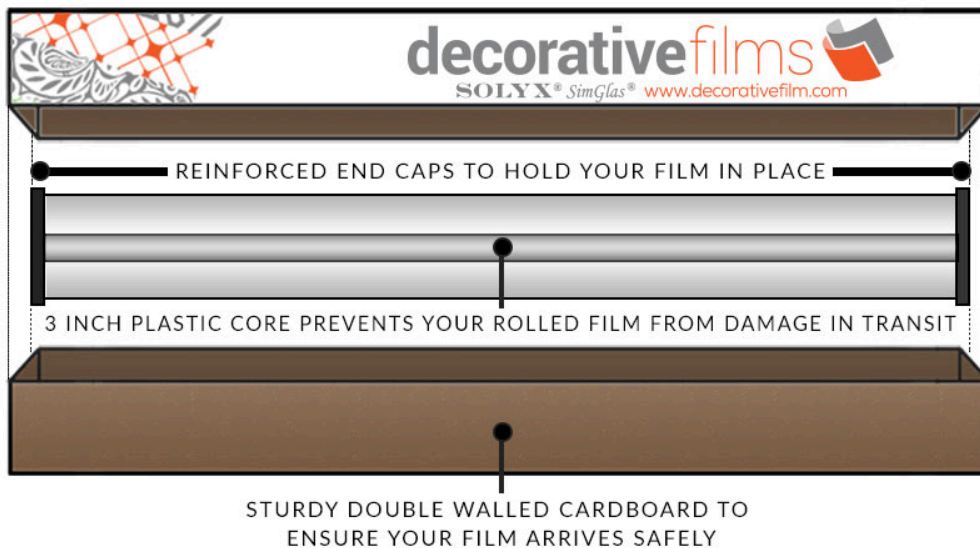 decorativefilms
SOLYX® SimGlas® www.decorativefilm.com
REINFORCED END CAPS TO HOLD YOUR FILM IN PLACE
3 INCH PLASTIC CORE PREVENTS YOUR ROLLED FILM FROM DAMAGE IN TRANSIT
STURDY DOUBLE WALLED CARDBOARD TO
ENSURE YOUR FILM ARRIVES SAFELY